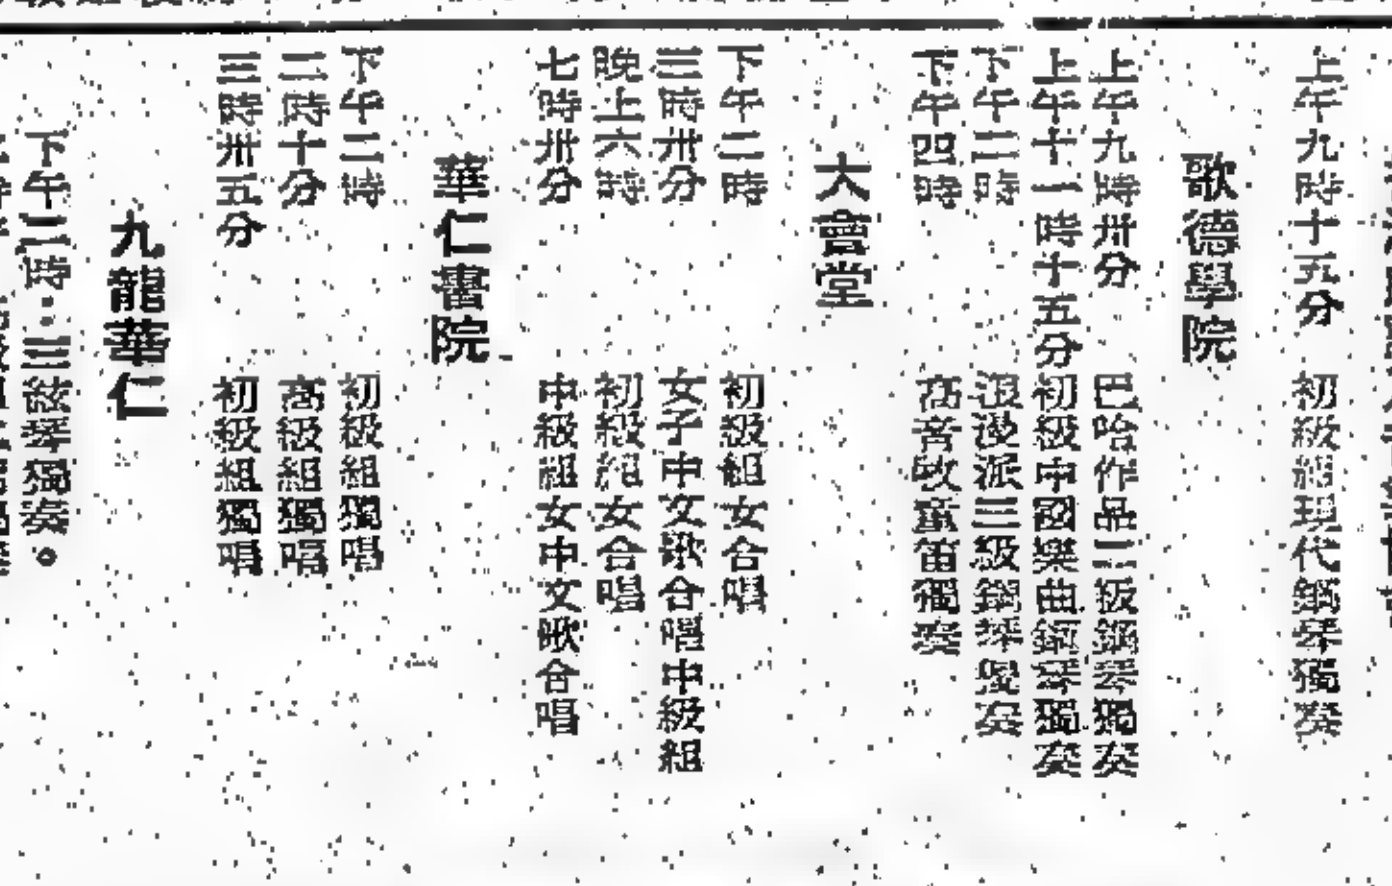 上午九時十五分　初級組現代鋼琴獨奏
歌德學院
上午九時卅分　巴哈作品二級鋼琴獨奏
上午十一時十五分初級中國樂曲鋼琴獨奏
下午二時　浪漫派三級鋼琴獨奏
下午四時　高音牧童笛獨奏
大會堂
下午二時　初級組女合唱
三時卅分　女子中文歌合唱中級組
晚上六時　初級組女合唱
七時卅分　中級組女中文歌合唱
華仁書院
下午二時　初級組獨唱
二時十分　高級組獨唱
三時卅五分　初級組獨唱
九龍華仁
下午二時：三級琴獨奏。